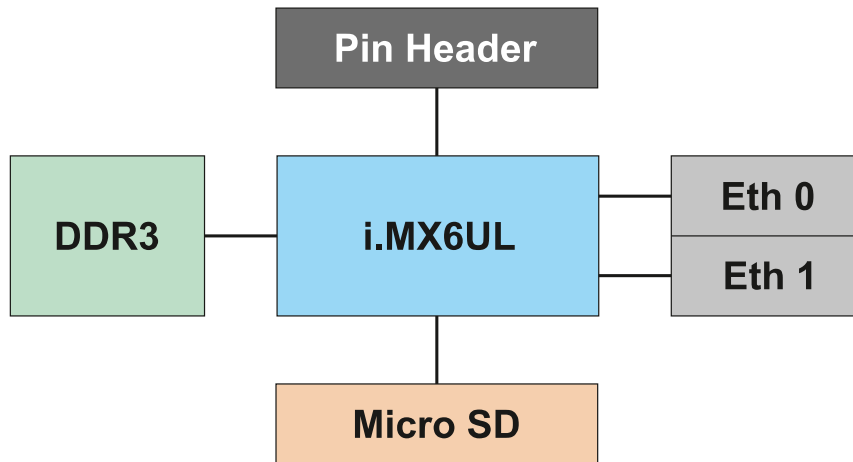 Pin Header
DDR3
i.MX6UL
Eth 0
Eth 1
Micro SD